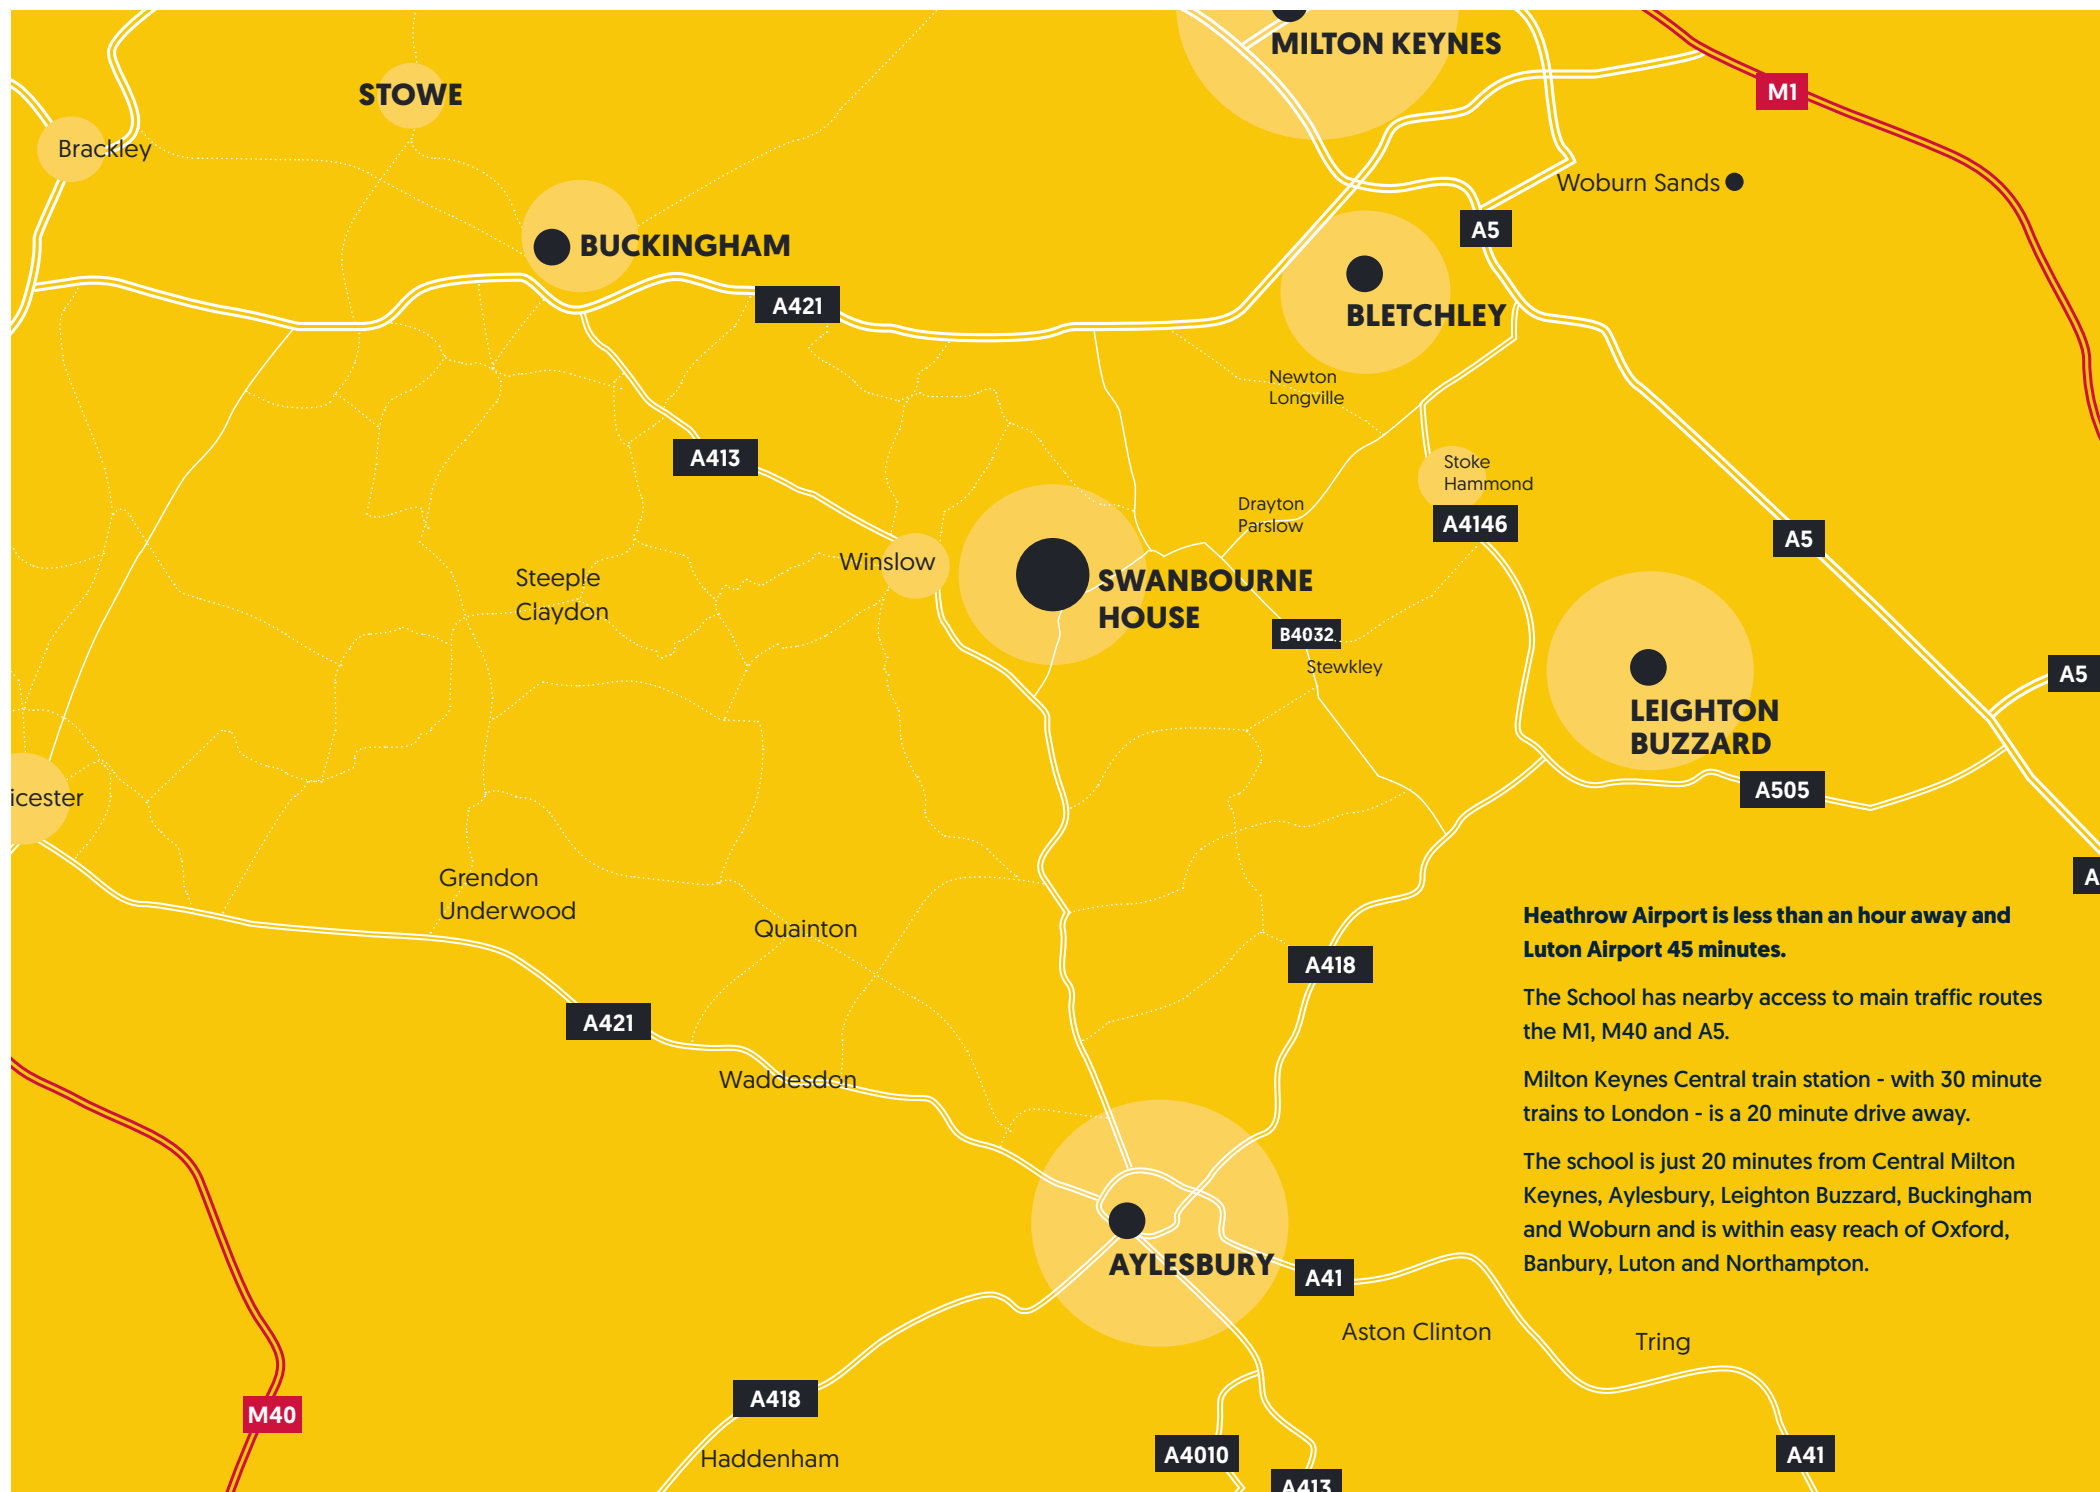 MILTON KEYNES
M1
STOWE
Brackley
Woburn Sands
A5
BUCKINGHAM
A421
BLETCHLEY
Newton
Longville
A413
Stoke
Hammond
Drayton
Parslow
A4146
A5
Winslow
Steeple
Claydon
SWANBOURNE
HOUSE
B4032
Stewkley
A5
LEIGHTON
BUZZARD
A505
icester
Grendon
Underwood
A
Quainton
Heathrow Airport is less than an hour away and
Luton Airport 45 minutes.
A418
The School has nearby access to main traffic routes
the M1, M40 and A5.
A421
Waddesdon
Milton Keynes Central train station - with 30 minute
trains to London - is a 20 minute drive away.
The school is just 20 minutes from Central Milton
Keynes, Aylesbury, Leighton Buzzard, Buckingham
and Woburn and is within easy reach of Oxford,
Banbury, Luton and Northampton.
AYLESBURY
A41
Aston Clinton
Tring
A418
M40
Haddenham
A4010
A41
A413